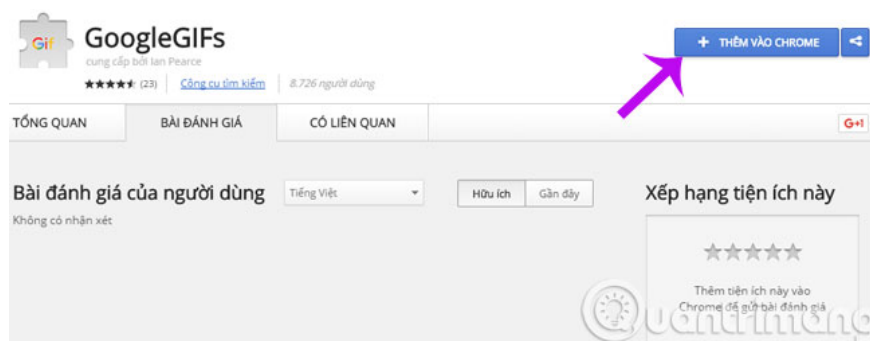 Gif
GoogleGIFs
cung cấp bởi Ian Pearce
(23) Công cụ tìm kiếm 8.726 người dùng
+ THÊM VÀO CHROME
TỔNG QUAN BÀI ĐÁNH GIÁ CÓ LIÊN QUAN
G+1
Bài đánh giá của người dùng Tiếng Việt Hữu ích Gần đây
Không có nhận xét
Xếp hạng tiện ích này
Thêm tiện ích này vào
Chrome để gửi bài đánh giá
Quantrimang